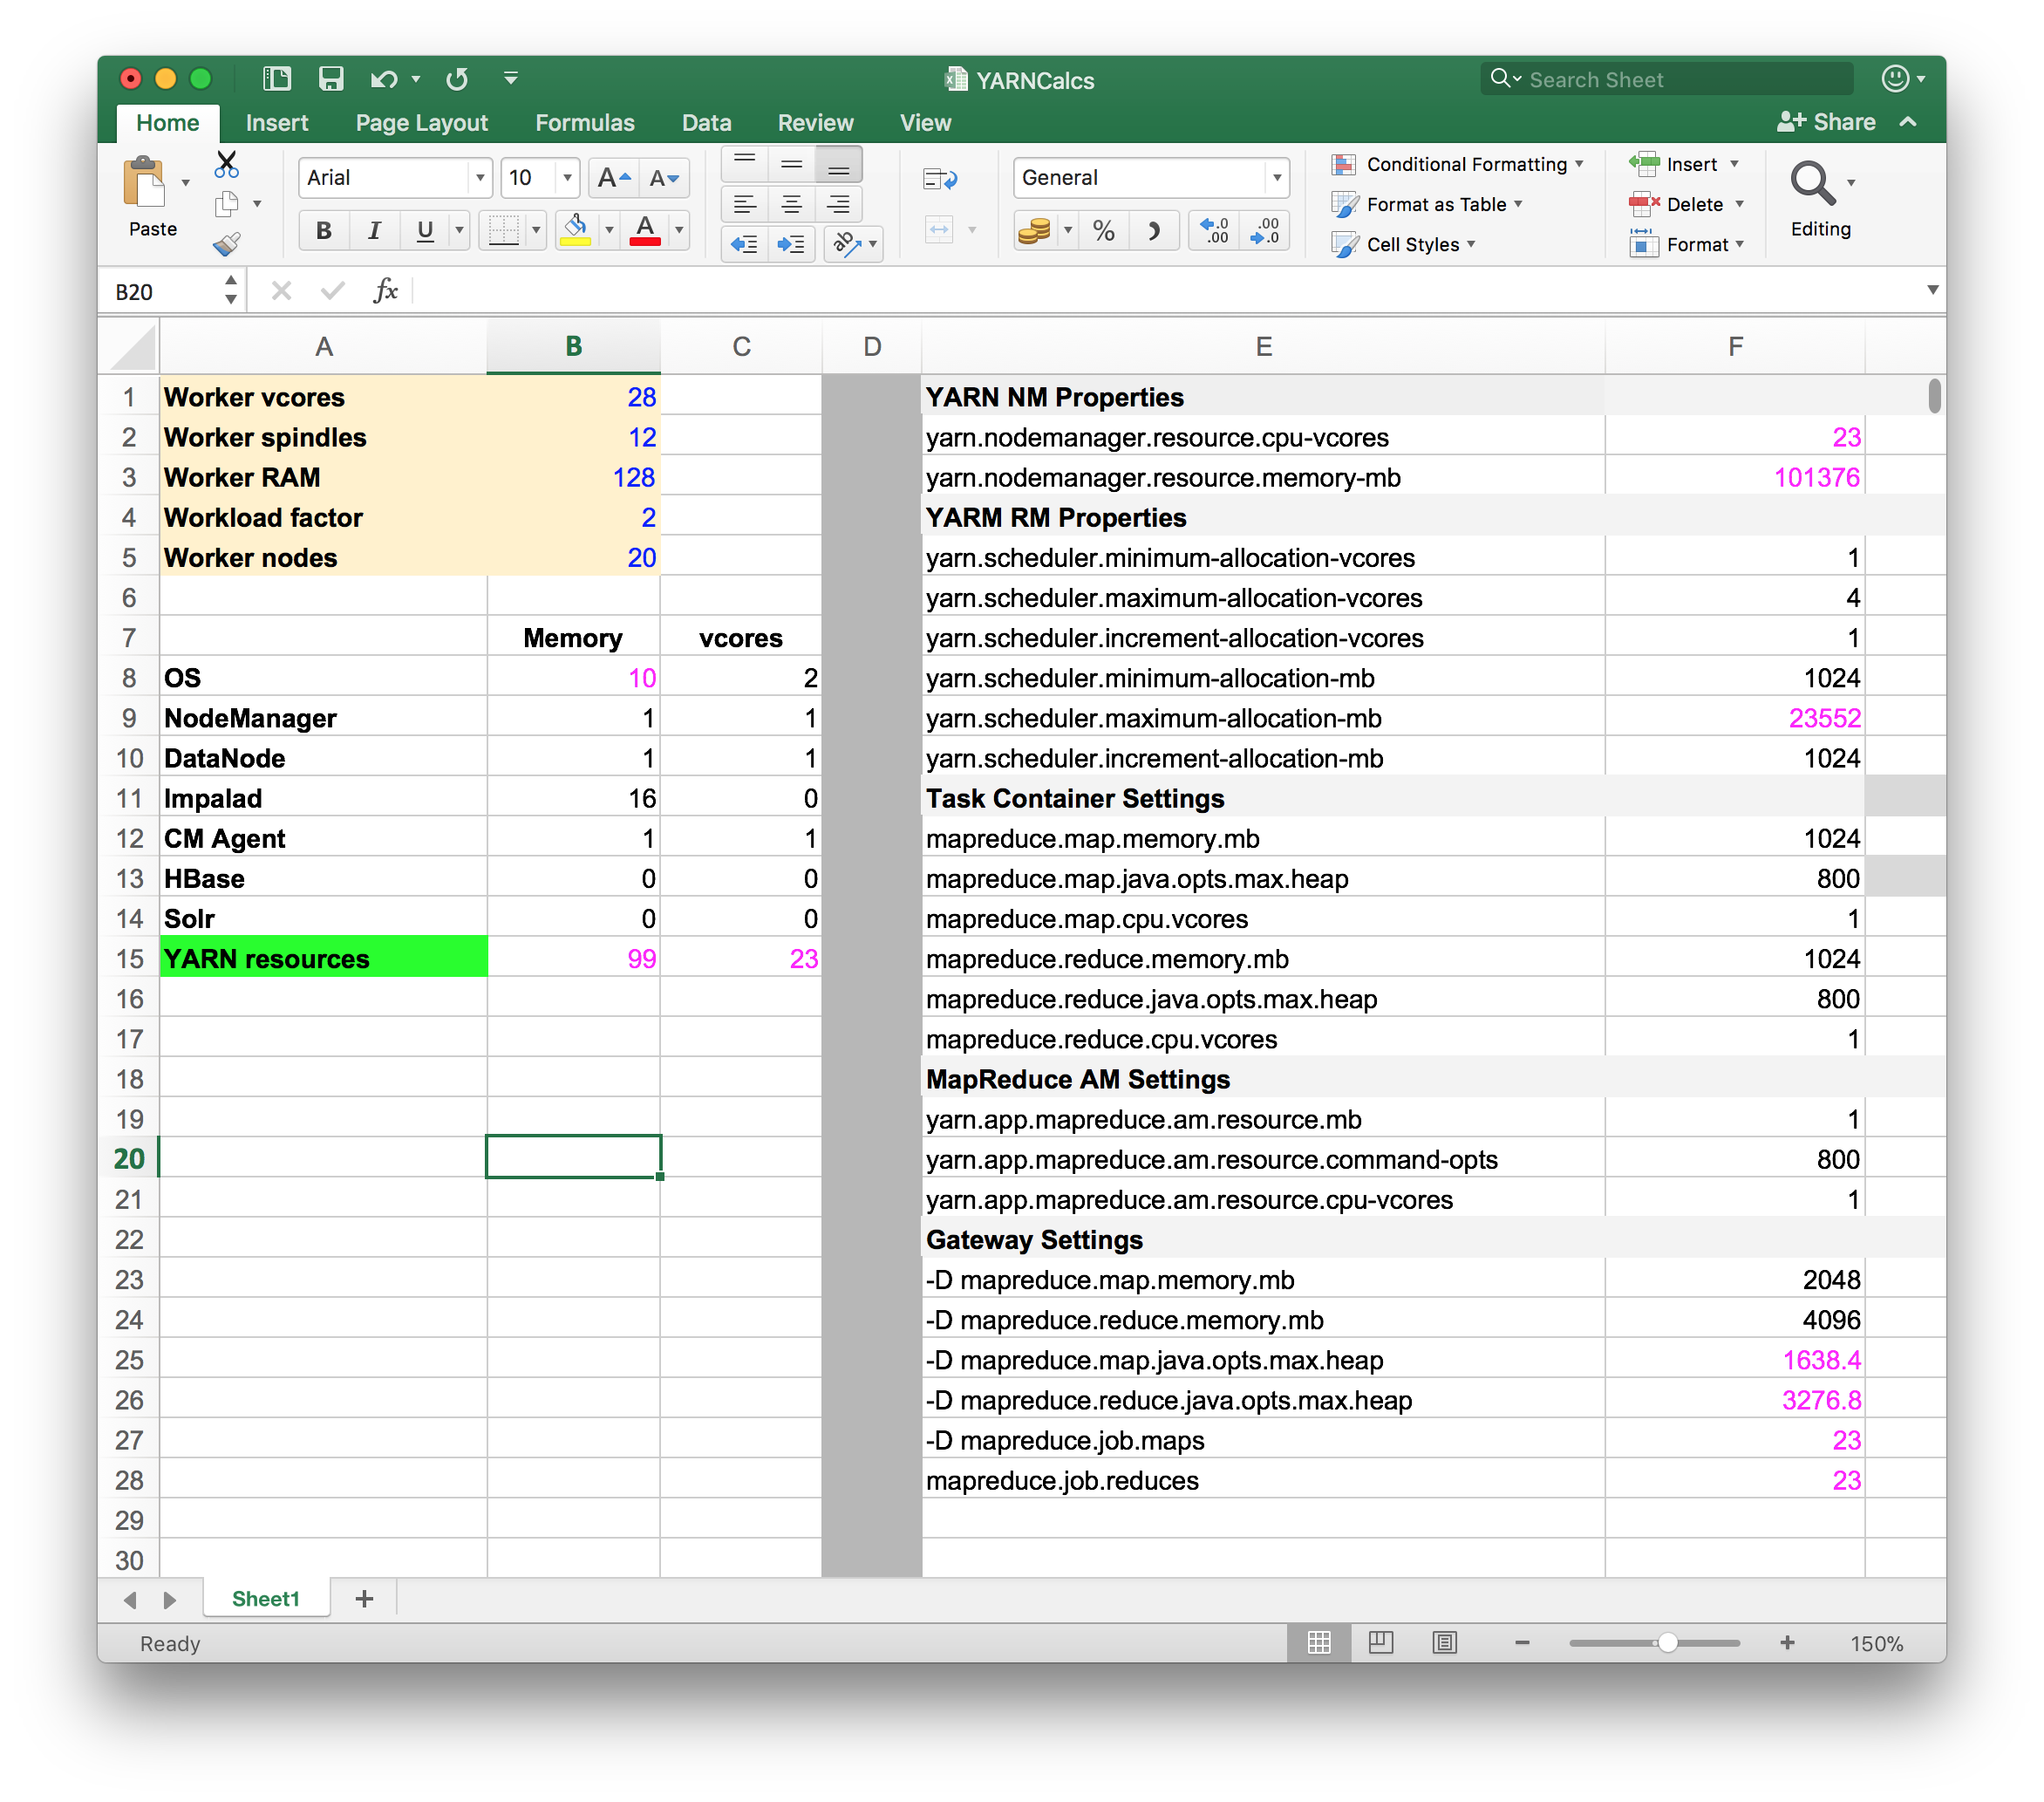 YARNCalcs
Search Sheet
Home Insert Page Layout Formulas Data Review View Share
Paste
Arial 10
General
Conditional Formatting
Format as Table
Cell Styles
Insert
Delete
Format
Editing
B I U A % .0 .00 .00 .0
B20 fx
A B C D E F
1 Worker vcores 28 YARN NM Properties
2 Worker spindles 12 yarn.nodemanager.resource.cpu-vcores 23
3 Worker RAM 128 yarn.nodemanager.resource.memory-mb 101376
4 Workload factor 2 YARM RM Properties
5 Worker nodes 20 yarn.scheduler.minimum-allocation-vcores 1
6 yarn.scheduler.maximum-allocation-vcores 4
7 Memory vcores yarn.scheduler.increment-allocation-vcores 1
8 OS 10 2 yarn.scheduler.minimum-allocation-mb 1024
9 NodeManager 1 1 yarn.scheduler.maximum-allocation-mb 23552
10 DataNode 1 1 yarn.scheduler.increment-allocation-mb 1024
11 Impalad 16 0 Task Container Settings
12 CM Agent 1 1 mapreduce.map.memory.mb 1024
13 HBase 0 0 mapreduce.map.java.opts.max.heap 800
14 Solr 0 0 mapreduce.map.cpu.vcores 1
15 YARN resources 99 23 mapreduce.reduce.memory.mb 1024
16 mapreduce.reduce.java.opts.max.heap 800
17 mapreduce.reduce.cpu.vcores 1
18 MapReduce AM Settings
19 yarn.app.mapreduce.am.resource.mb 1
20 yarn.app.mapreduce.am.resource.command-opts 800
21 yarn.app.mapreduce.am.resource.cpu-vcores 1
22 Gateway Settings
23 -D mapreduce.map.memory.mb 2048
24 -D mapreduce.reduce.memory.mb 4096
25 -D mapreduce.map.java.opts.max.heap 1638.4
26 -D mapreduce.reduce.java.opts.max.heap 3276.8
27 -D mapreduce.job.maps 23
28 mapreduce.job.reduces 23
29
30
Sheet1 +
Ready 150%